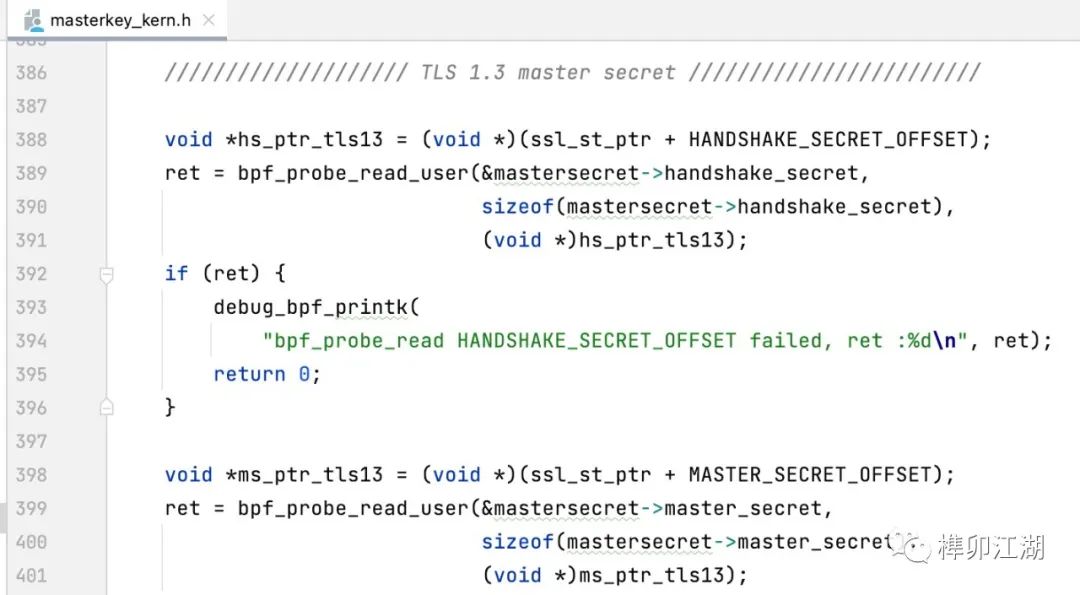 masterkey_kern.h
385
386 //////////////////// TLS 1.3 master secret ////////////////////////
387
388 void *hs_ptr_tls13 = (void *)(ssl_st_ptr + HANDSHAKE_SECRET_OFFSET);
389 ret = bpf_probe_read_user(&mastersecret->handshake_secret,
390 sizeof(mastersecret->handshake_secret),
391 (void *)hs_ptr_tls13);
392 if (ret) {
393 debug_bpf_printk(
394 "bpf_probe_read HANDSHAKE_SECRET_OFFSET failed, ret :%d\n", ret);
395 return 0;
396 }
397
398 void *ms_ptr_tls13 = (void *)(ssl_st_ptr + MASTER_SECRET_OFFSET);
399 ret = bpf_probe_read_user(&mastersecret->master_secret,
400 sizeof(mastersecret->master_secret
401 (void *)ms_ptr_tls13);
榫卯江湖